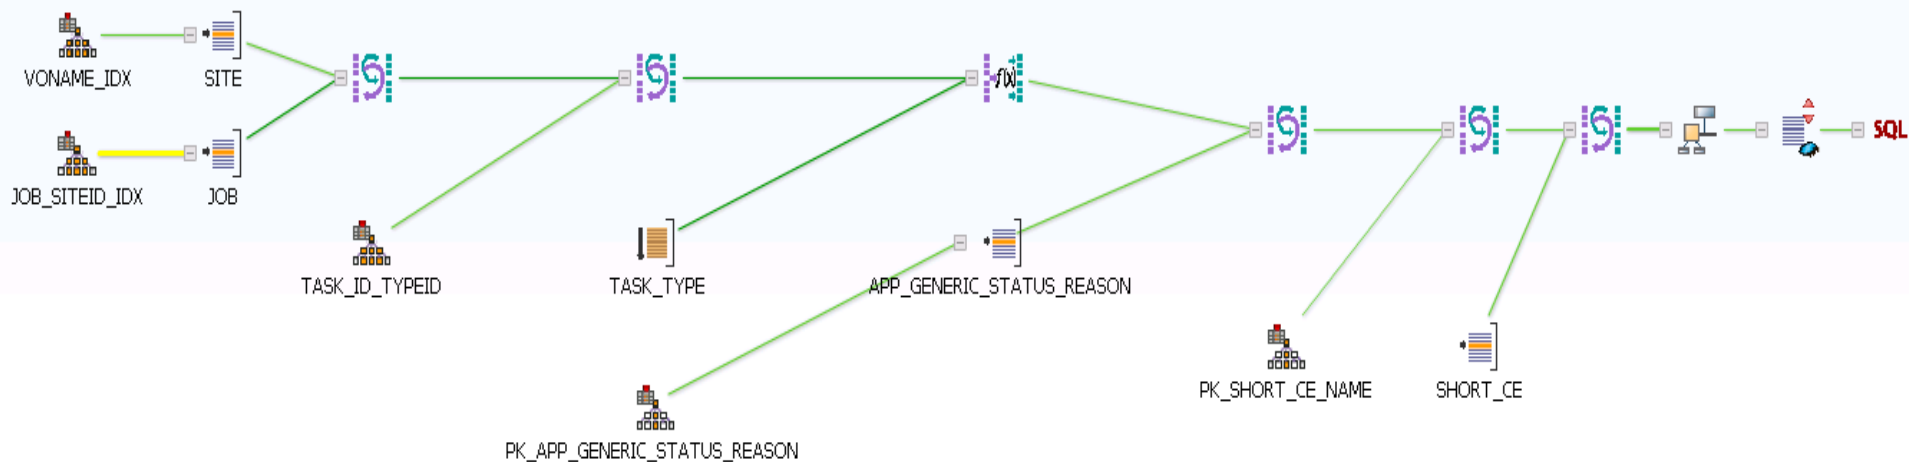 VONAME_IDX
SITE
f(x)
SQL
JOB_SITEID_IDX
JOB
TASK_ID_TYPEID
TASK_TYPE
APP_GENERIC_STATUS_REASON
PK_SHORT_CE_NAME
SHORT_CE
PK_APP_GENERIC_STATUS_REASON